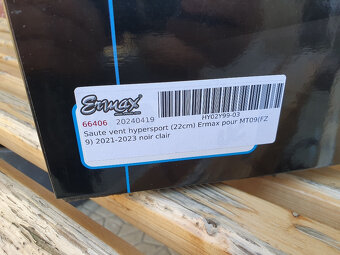 Ermax
HY02Y99-03
66406 20240419
Saute vent hypersport (22cm) Ermax pour MT09(FZ
9) 2021-2023 noir clair